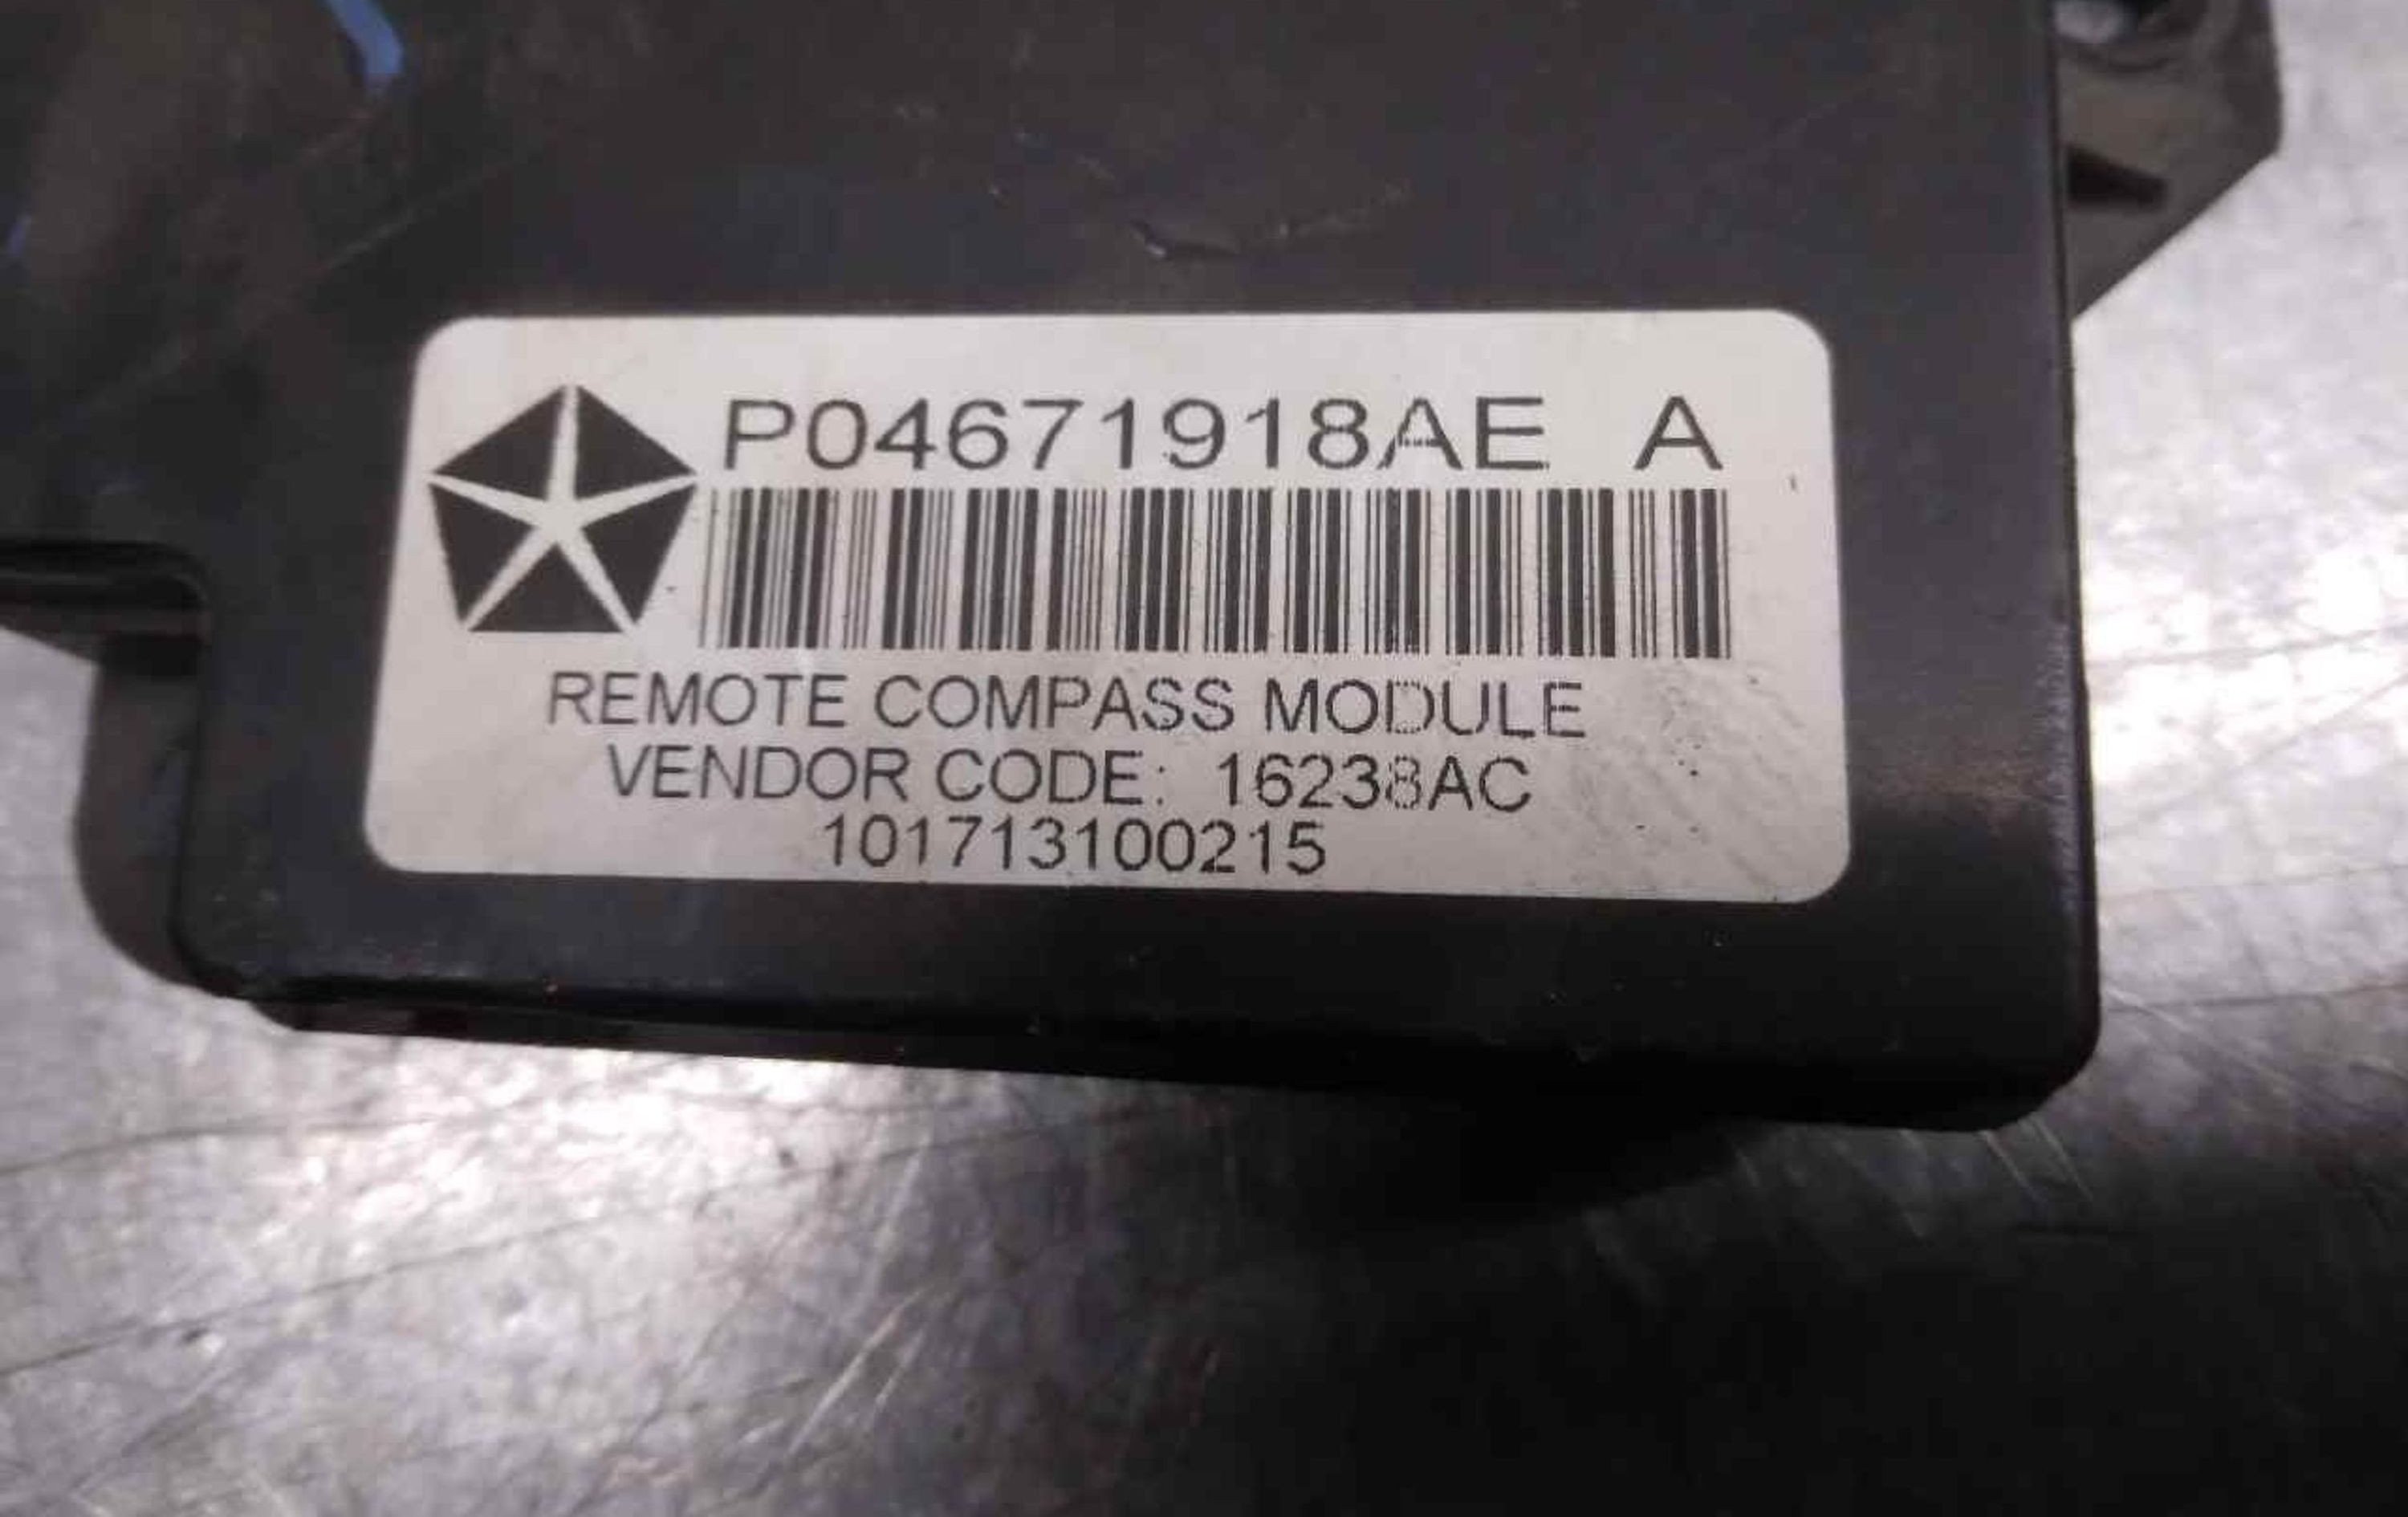 P04671918AE A
REMOTE COMPASS MODULE
VENDOR CODE: 16238AC
101713100215